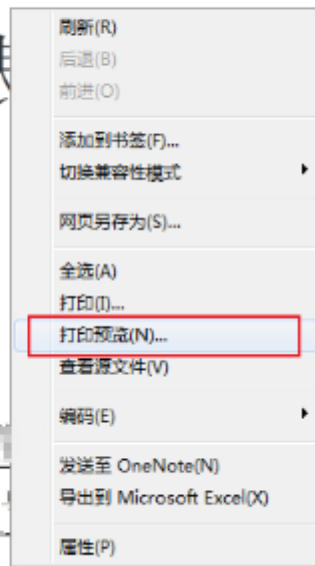 刷新(R)
后退(B)
前进(O)
添加到书签(F)...
切换兼容性模式
网页另存为(S)...
全选(A)
打印(I)...
打印预览(N)...
查看源文件(V)
编码(E)
发送至 OneNote(N)
导出到 Microsoft Excel(X)
属性(P)